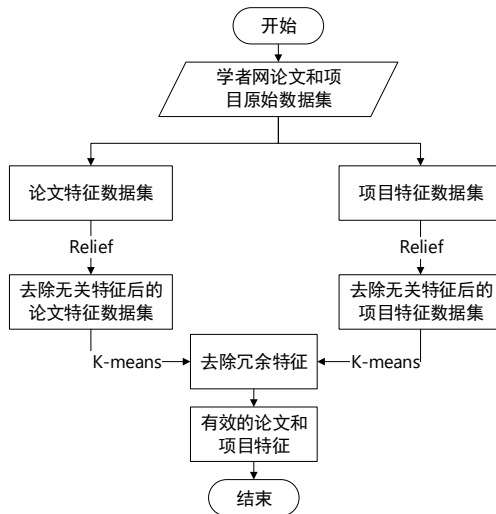 开始
学者网论文和项
目原始数据集
论文特征数据集
项目特征数据集
Relief
Relief
去除无关特征后的
论文特征数据集
去除无关特征后的
项目特征数据集
K-means
去除冗余特征
K-means
有效的论文和
项目特征
结束